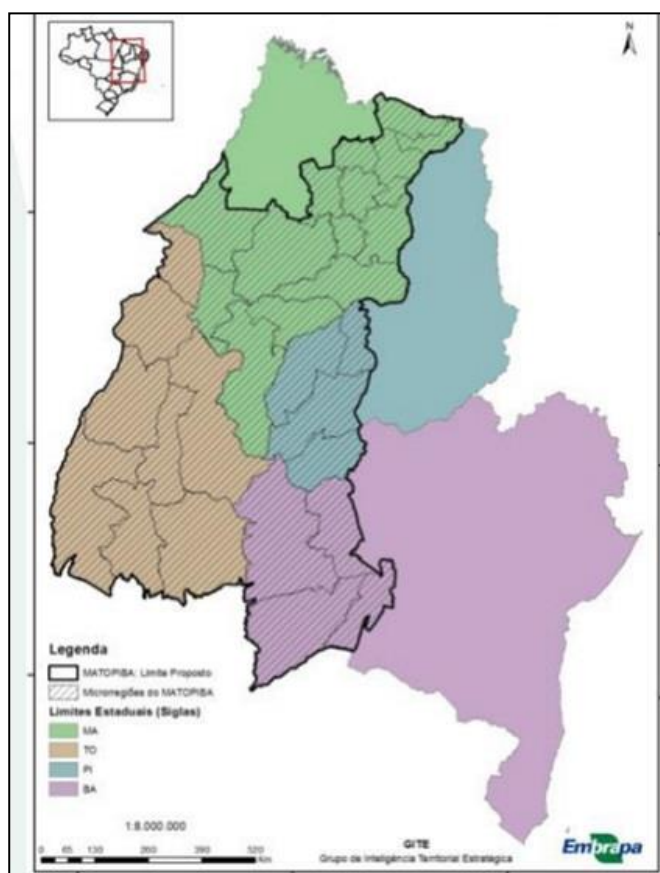 N
Legenda
MATOPIBA: Limite Proposto
Microrregiões do MATOPIBA
Limites Estaduais (Siglas)
MA
TO
PI
BA
1:8.000.000
0 65 130 260 390 520
Km
GITE
Grupo de Inteligência Territorial Estratégica
Embrapa